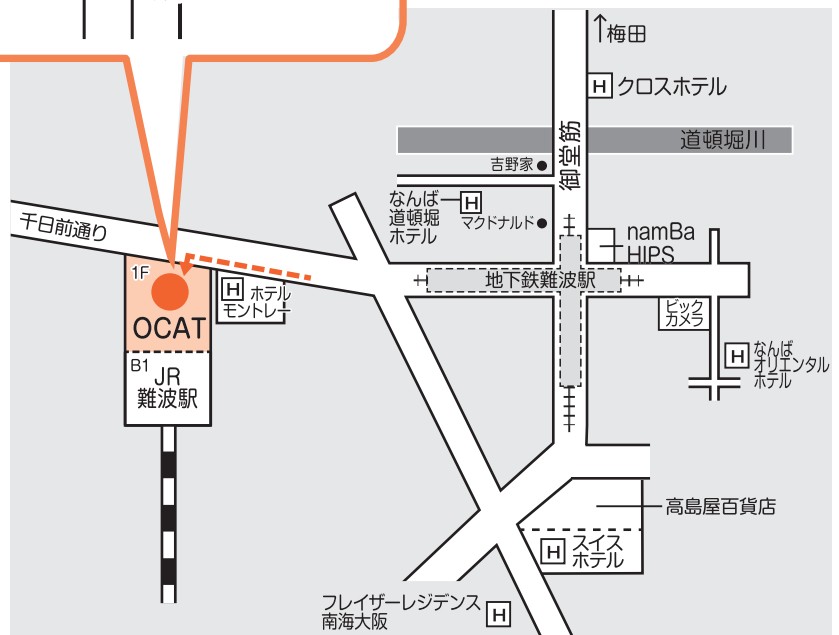 ↑梅田
H クロスホテル
道頓堀川
御堂筋
吉野家
なんば
道頓堀
ホテル
H
マクドナルド
namBa
HIPS
千日前通り
1F
OCAT
B1
JR
難波駅
H ホテル
モントレー
地下鉄難波駅
ビック
カメラ
H
なんば
オリエンタル
ホテル
高島屋百貨店
H スイス
ホテル
フレイザーレジデンス
南海大阪
H